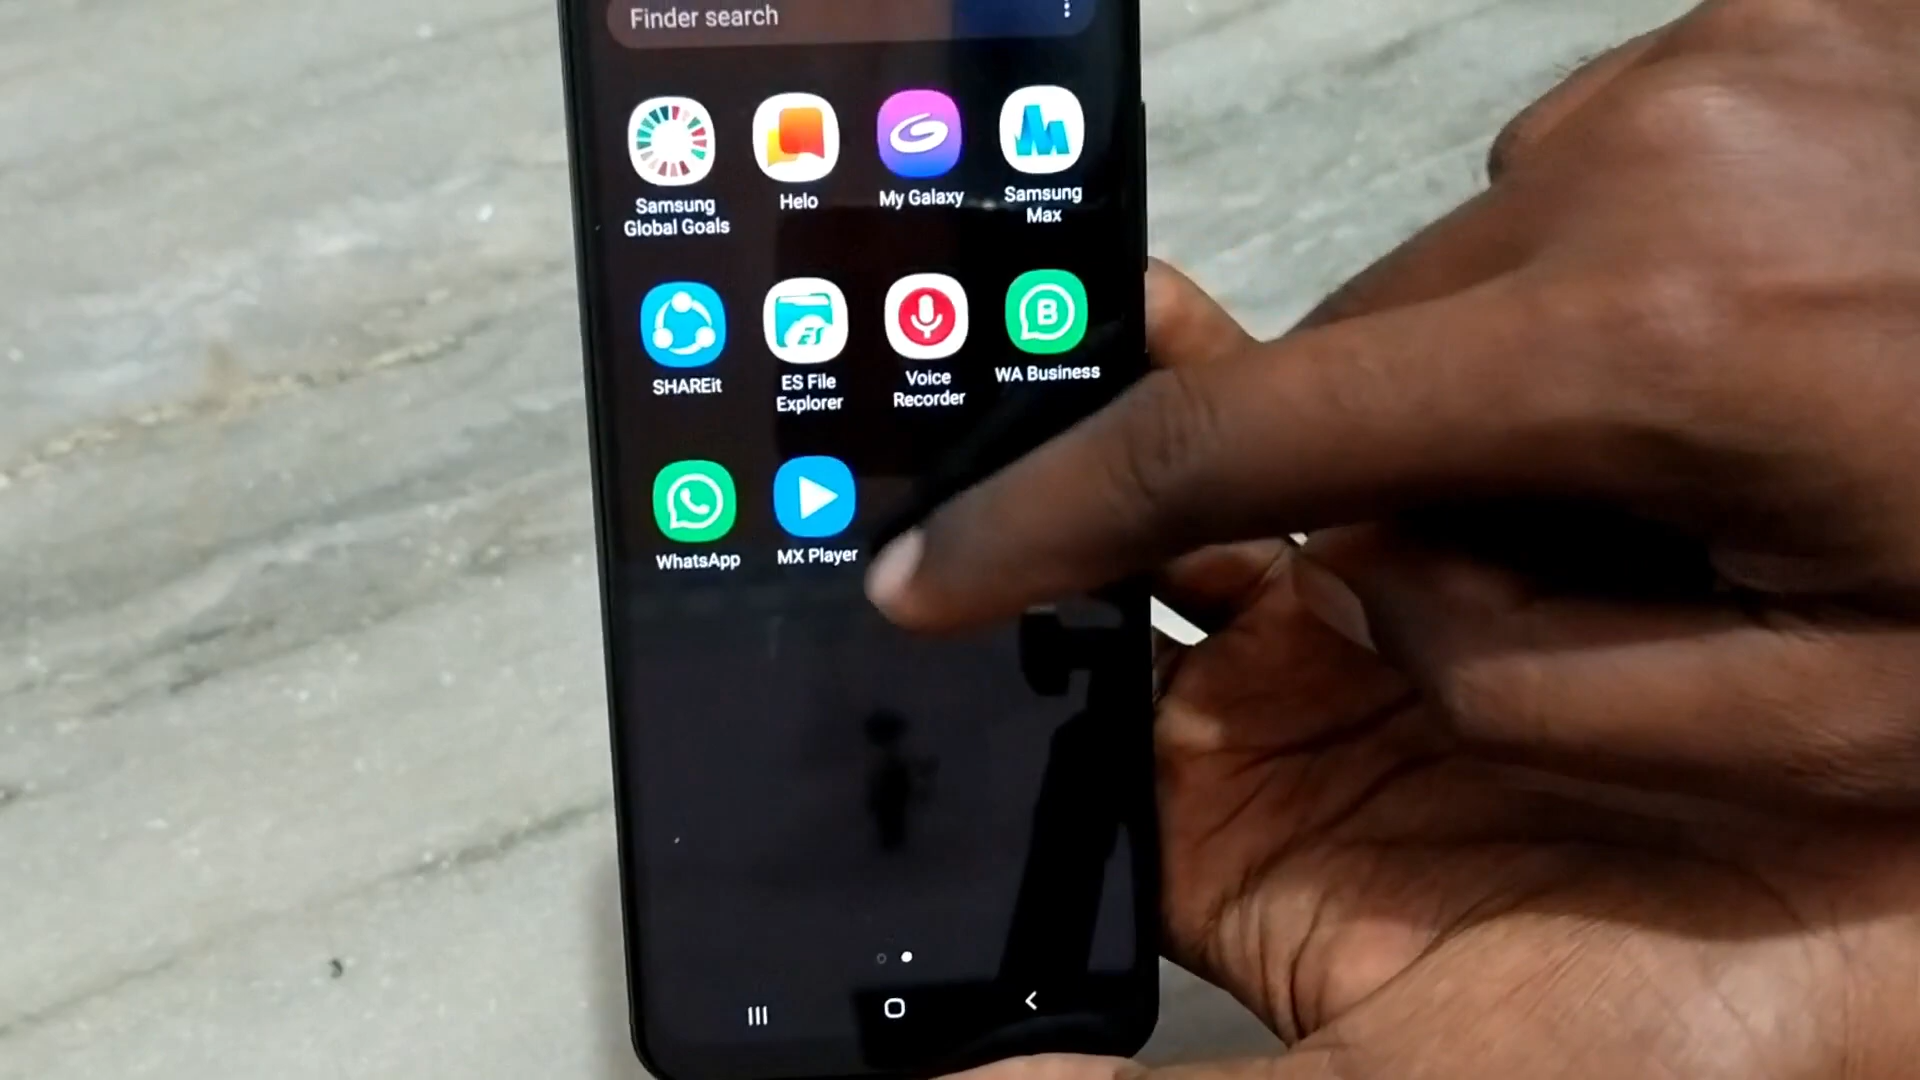 Finder search
Samsung
Global Goals
Helo
My Galaxy
Samsung
Max
SHAREit
ES File
Explorer
Voice
Recorder
WA Business
WhatsApp
MX Player